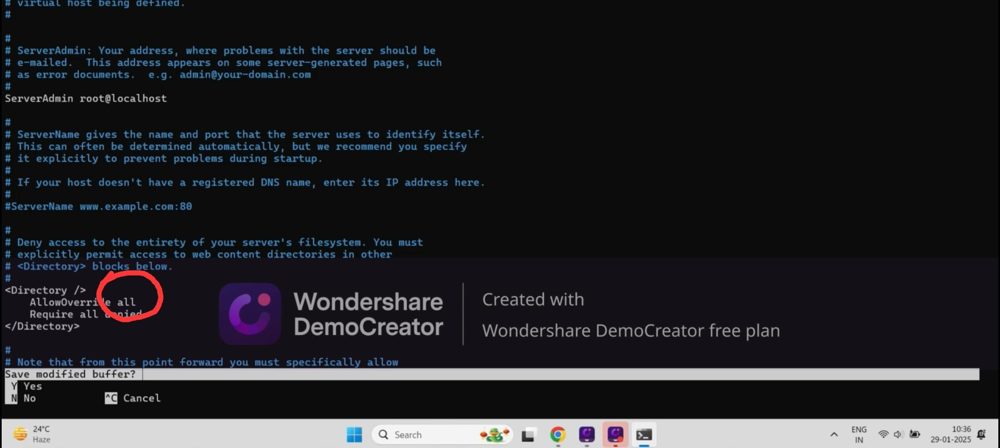 # virtual host being defined.
#
#
# ServerAdmin: Your address, where problems with the server should be
# e-mailed.  This address appears on some server-generated pages, such
# as error documents.  e.g. admin@your-domain.com
#
ServerAdmin root@localhost
#
# ServerName gives the name and port that the server uses to identify itself.
# This can often be determined automatically, but we recommend you specify
# it explicitly to prevent problems during startup.
#
# If your host doesn't have a registered DNS name, enter its IP address here.
#
#ServerName www.example.com:80
#
# Deny access to the entirety of your server's filesystem. You must
# explicitly permit access to web content directories in other
# <Directory> blocks below.
#
<Directory />
    AllowOverride all
    Require all denied
</Directory>
#
# Note that from this point forward you must specifically allow
Wondershare
DemoCreator
Created with
Wondershare DemoCreator free plan
Save modified buffer?
Y Yes
N No ^C Cancel
24°C
Haze
Search
ENG
IN
10:36
29-01-2025